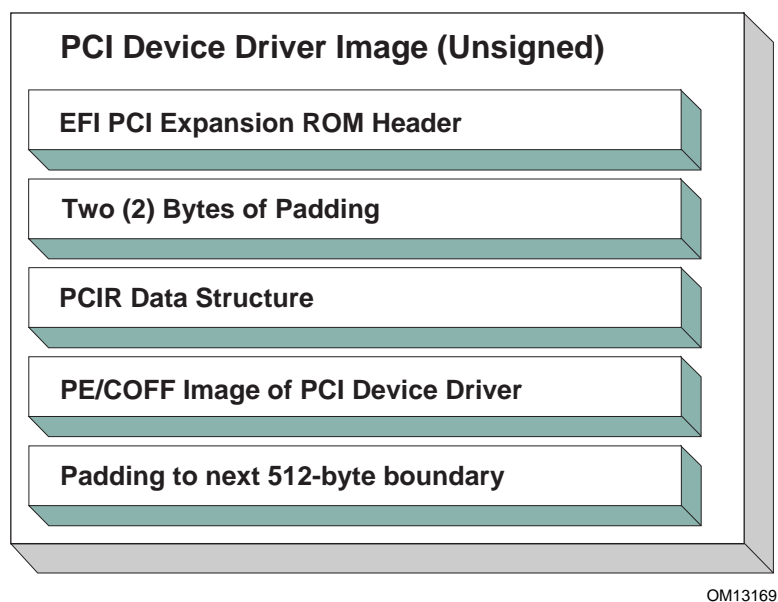 PCI Device Driver Image (Unsigned)
EFI PCI Expansion ROM Header
Two (2) Bytes of Padding
PCIR Data Structure
PE/COFF Image of PCI Device Driver
Padding to next 512-byte boundary
OM13169